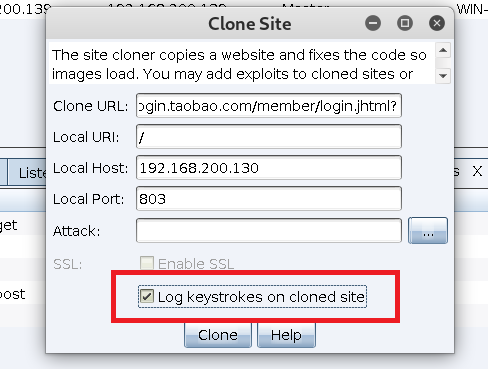 200.139 192.168.200.139 Master WIN-
Clone Site
The site cloner copies a website and fixes the code so
images load. You may add exploits to cloned sites or
Clone URL: ogin.taobao.com/member/login.jhtml?
Local URI: /
Local Host: 192.168.200.130
Liste s X
Local Port: 803
get
Attack: ...
SSL: Enable SSL
post
Log keystrokes on cloned site
Clone Help